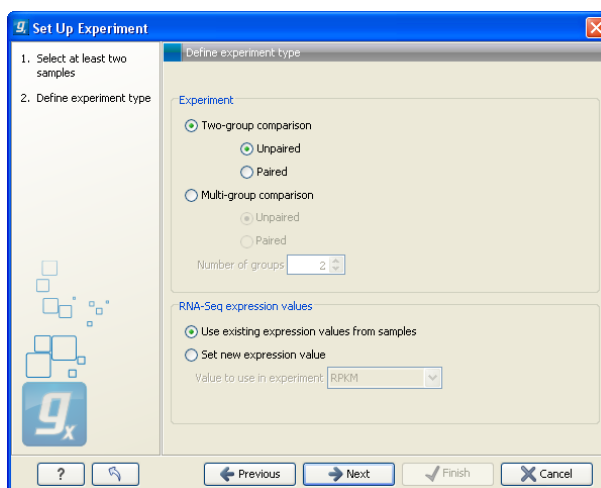 Set Up Experiment
1. Select at least two
samples
2. Define experiment type
Define experiment type
Experiment
Two-group comparison
Unpaired
Paired
Multi-group comparison
Unpaired
Paired
Number of groups 2
RNA-Seq expression values
Use existing expression values from samples
Set new expression value
Value to use in experiment RPKM
gx
? Previous Next Finish Cancel